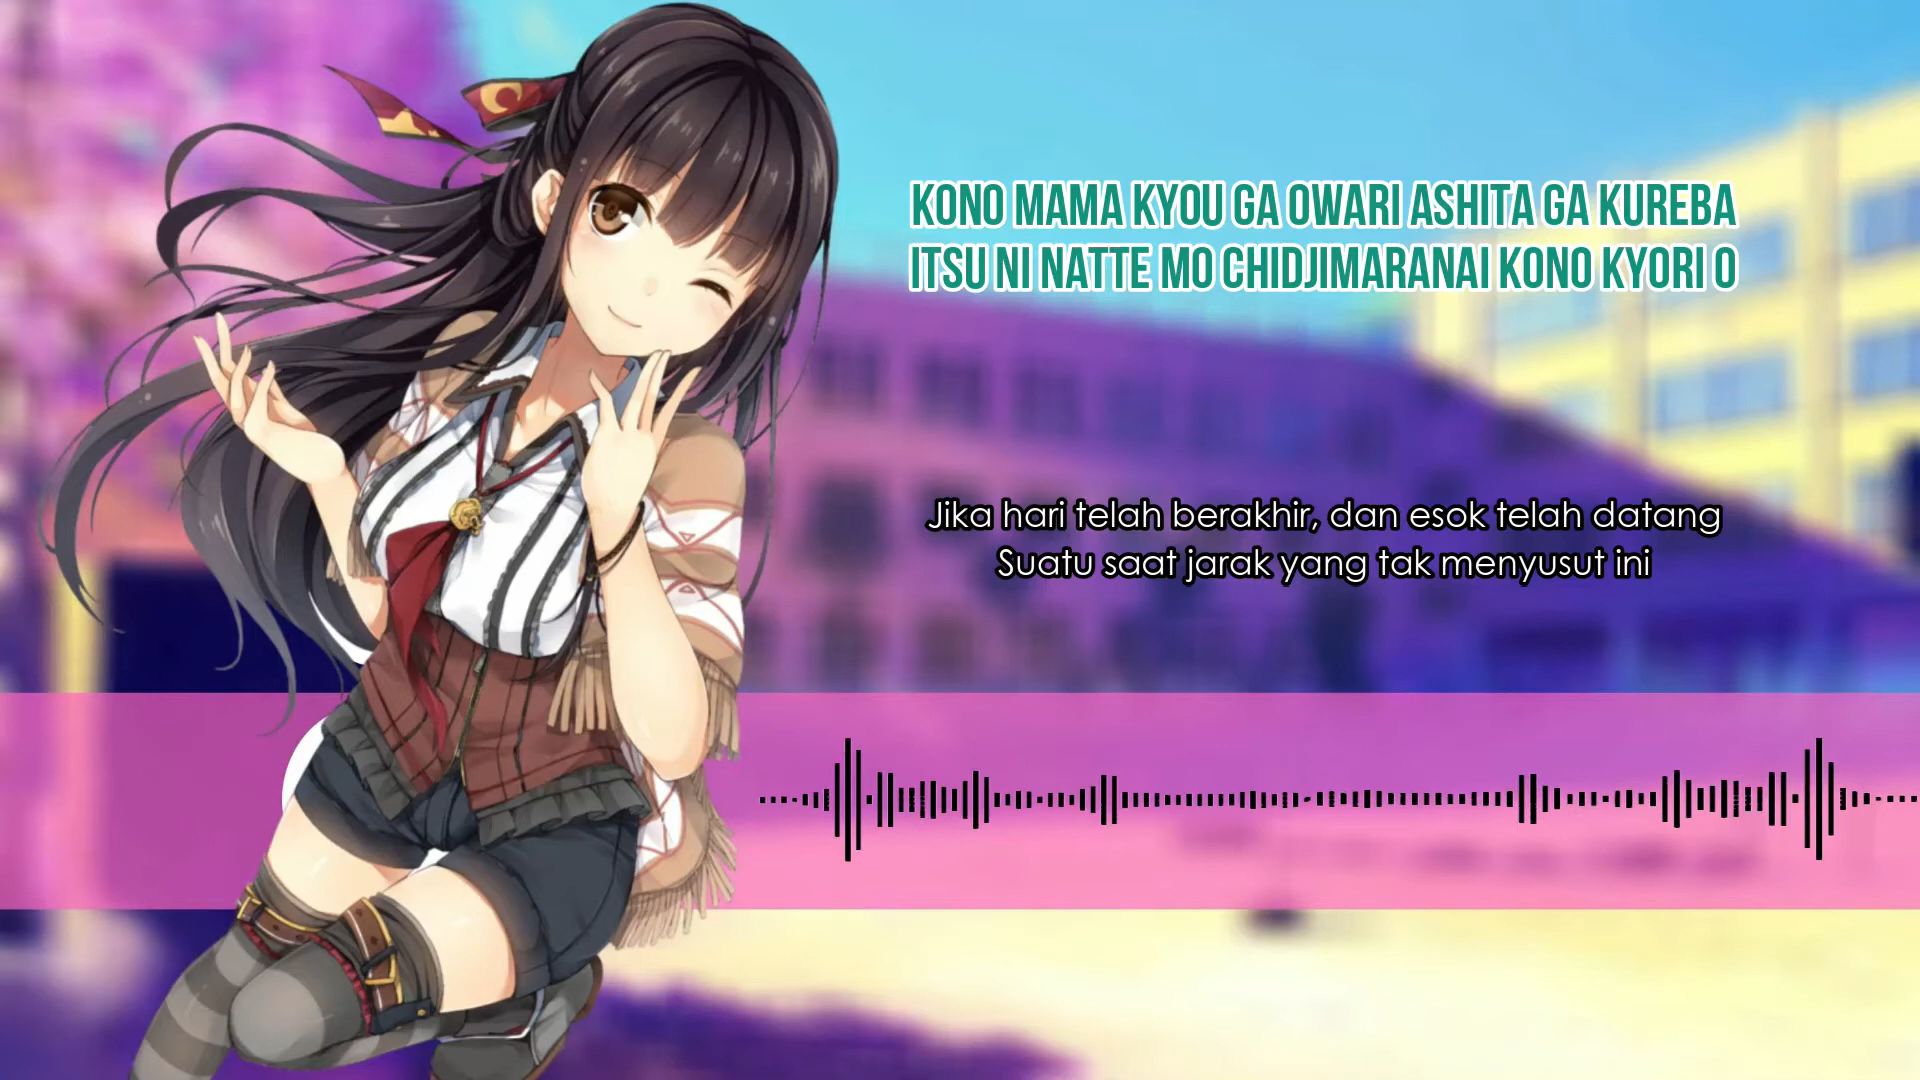 KONO MAMA KYOU GA OWARI ASHITA GA KUREBA
ITSU NI NATTE MO CHIDJIMARANAI KONO KYORI O
Jika hari telah berakhir, dan esok telah datang
Suatu saat jarak yang tak menyusut ini